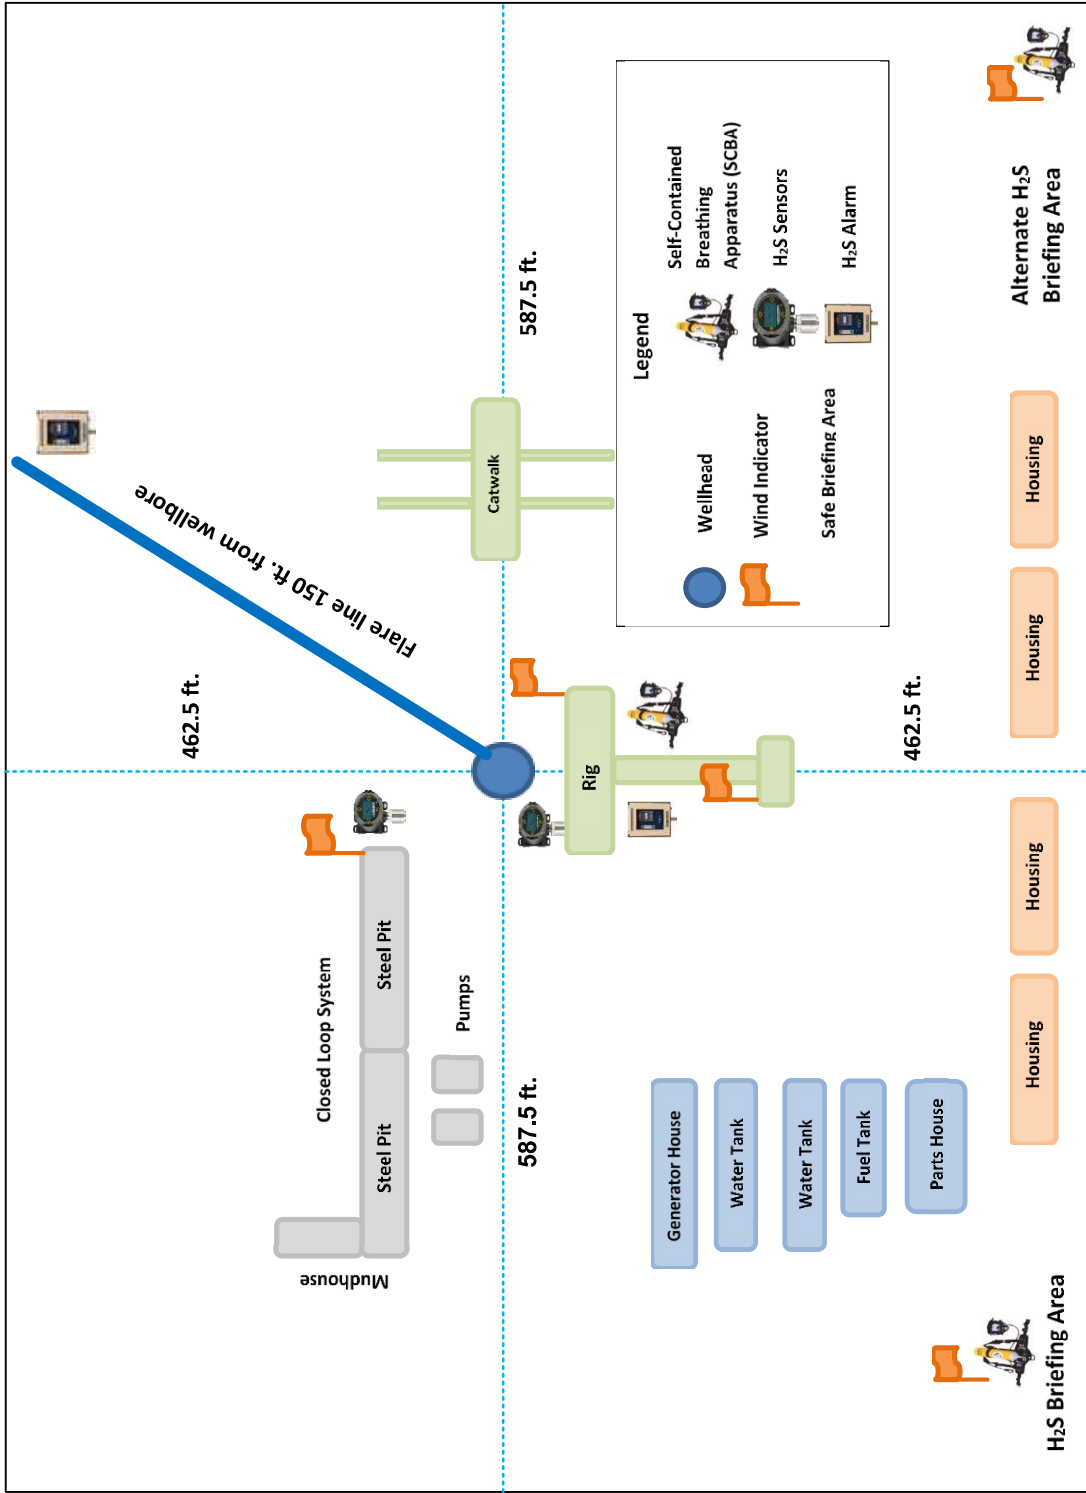 462.5 ft.
Flare line 150 ft. from wellbore
Closed Loop System
Mudhouse
Steel Pit
Steel Pit
Pumps
587.5 ft.
587.5 ft.
Catwalk
Rig
Legend
Wellhead
Wind Indicator
Safe Briefing Area
Self-Contained
Breathing
Apparatus (SCBA)
H₂S Sensors
H₂S Alarm
Generator House
Water Tank
Water Tank
Fuel Tank
Parts House
462.5 ft.
H₂S Briefing Area
Housing
Housing
Housing
Housing
Alternate H₂S
Briefing Area